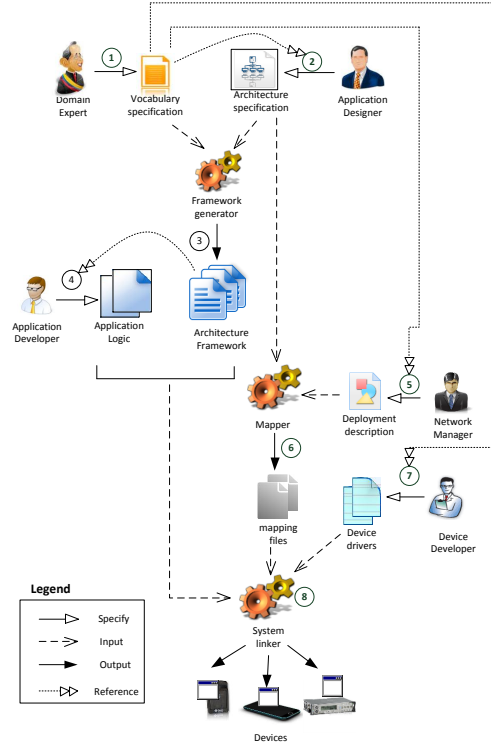 1
2
Domain
Expert
Vocabulary
specification
Architecture
specification
Application
Designer
Framework
generator
3
4
Application
Developer
Application
Logic
Architecture
Framework
5
Mapper
Deployment
description
Network
Manager
6
7
mapping
files
Device
drivers
Device
Developer
8
System
linker
Legend
Specify
Input
Output
Reference
Devices